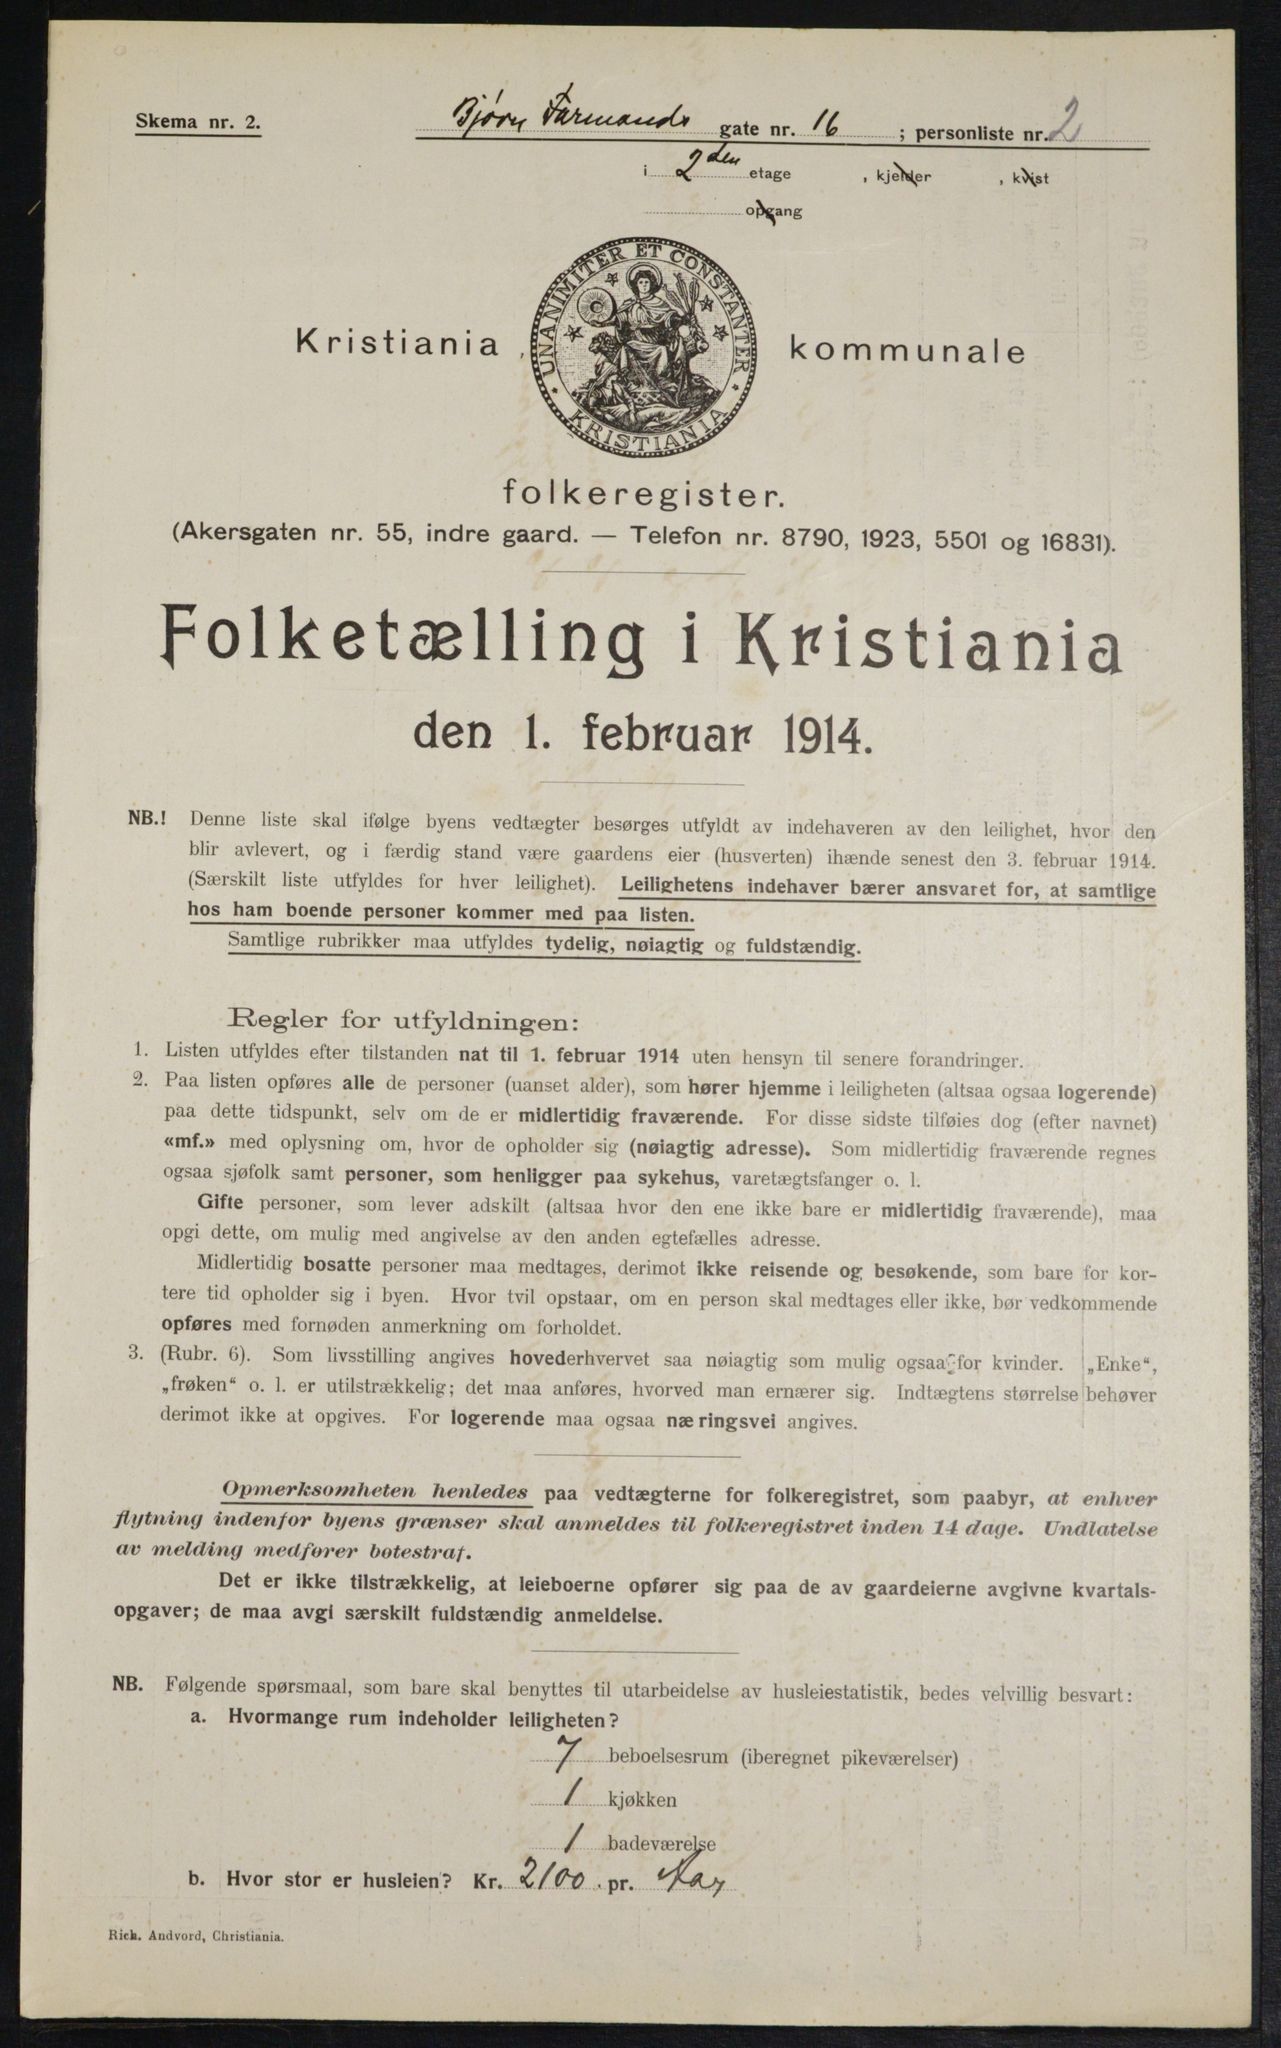 Skema nr. 2.
Bjørn Farmands gate nr. 16 ; personliste nr. 2
i 2den etage , kjelder , kvist
opgang
UNANIMITER ET CONSTANTER
KRISTIANIA
Kristiania kommunale
folkeregister.
(Akersgaten nr. 55, indre gaard. — Telefon nr. 8790, 1923, 5501 og 16831).
Folketælling i Kristiania
den 1. februar 1914.
NB.! Denne liste skal ifølge byens vedtægter besørges utfyldt av indehaveren av den leilighet, hvor den
blir avlevert, og i færdig stand være gaardens eier (husverten) ihænde senest den 3. februar 1914.
(Særskilt liste utfyldes for hver leilighet). Leilighetens indehaver bærer ansvaret for, at samtlige
hos ham boende personer kommer med paa listen.
Samtlige rubrikker maa utfyldes tydelig, nøiagtig og fuldstændig.
Regler for utfyldningen:
1. Listen utfyldes efter tilstanden nat til 1. februar 1914 uten hensyn til senere forandringer.
2. Paa listen opføres alle de personer (uanset alder), som hører hjemme i leiligheten (altsaa ogsaa logerende)
paa dette tidspunkt, selv om de er midlertidig fraværende. For disse sidste tilføies dog (efter navnet)
«mf.» med oplysning om, hvor de opholder sig (nøiagtig adresse). Som midlertidig fraværende regnes
ogsaa sjøfolk samt personer, som henligger paa sykehus, varetægtsfanger o. l.
Gifte personer, som lever adskilt (altsaa hvor den ene ikke bare er midlertidig fraværende), maa
opgi dette, om mulig med angivelse av den anden egtefælles adresse.
Midlertidig bosatte personer maa medtages, derimot ikke reisende og besøkende, som bare for kor-
tere tid opholder sig i byen. Hvor tvil opstaar, om en person skal medtages eller ikke, bør vedkommende
opføres med fornøden anmerkning om forholdet.
3. (Rubr. 6). Som livsstilling angives hovederhvervet saa nøiagtig som mulig ogsaa for kvinder. „Enke“,
„frøken“ o. l. er utilstrækkelig; det maa anføres, hvorved man ernærer sig. Indtægtens størrelse behøver
derimot ikke at opgives. For logerende maa ogsaa næringsvei angives.
Opmerksomheten henledes paa vedtægterne for folkeregistret, som paabyr, at enhver
flytning indenfor byens grænser skal anmeldes til folkeregistret inden 14 dage. Undlatelse
av melding medfører bøtestraf.
Det er ikke tilstrækkelig, at leieboerne opfører sig paa de av gaardeierne avgivne kvartals-
opgaver; de maa avgi særskilt fuldstændig anmeldelse.
NB. Følgende spørsmaal, som bare skal benyttes til utarbeidelse av husleiestatistik, bedes velvillig besvart:
a. Hvormange rum indeholder leiligheten?
7 beboelsesrum (iberegnet pikeværelser)
1 kjøkken
1 badeværelse
b. Hvor stor er husleien? Kr. 2100 pr. Aar
Rich. Andvord, Christiania.